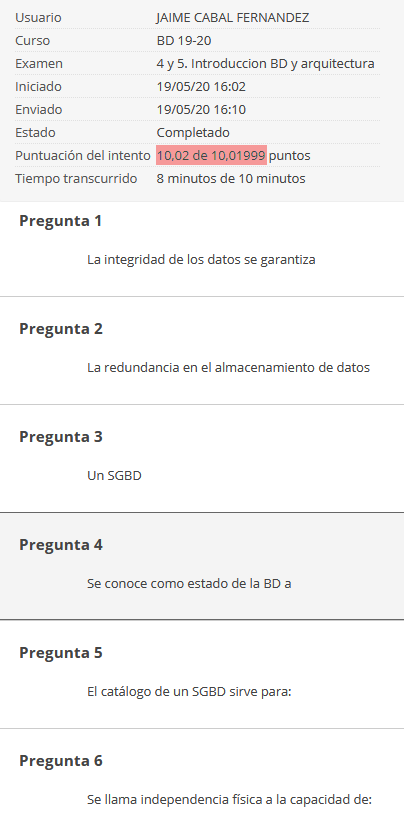 Usuario JAIME CABAL FERNANDEZ
Curso BD 19-20
Examen 4 y 5. Introduccion BD y arquitectura
Iniciado 19/05/20 16:02
Enviado 19/05/20 16:10
Estado Completado
Puntuación del intento 10,02 de 10,01999 puntos
Tiempo transcurrido 8 minutos de 10 minutos
Pregunta 1
La integridad de los datos se garantiza
Pregunta 2
La redundancia en el almacenamiento de datos
Pregunta 3
Un SGBD
Pregunta 4
Se conoce como estado de la BD a
Pregunta 5
El catálogo de un SGBD sirve para:
Pregunta 6
Se llama independencia física a la capacidad de: